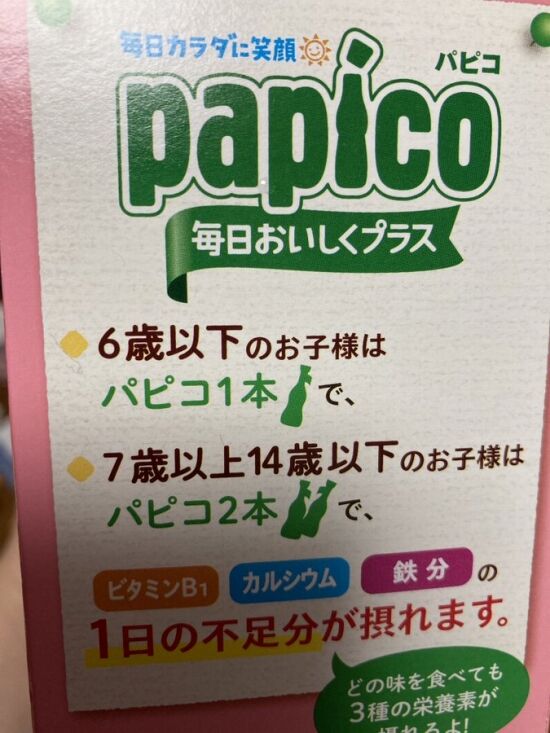 毎日カラダに笑顔
パピコ
papico
毎日おいしくプラス
6歳以下のお子様は
パピコ1本で、
7歳以上14歳以下のお子様は
パピコ2本で、
ビタミンB1 カルシウム 鉄分の
1日の不足分が摂れます。
どの味を食べても
3種の栄養素が
摂れるよ!